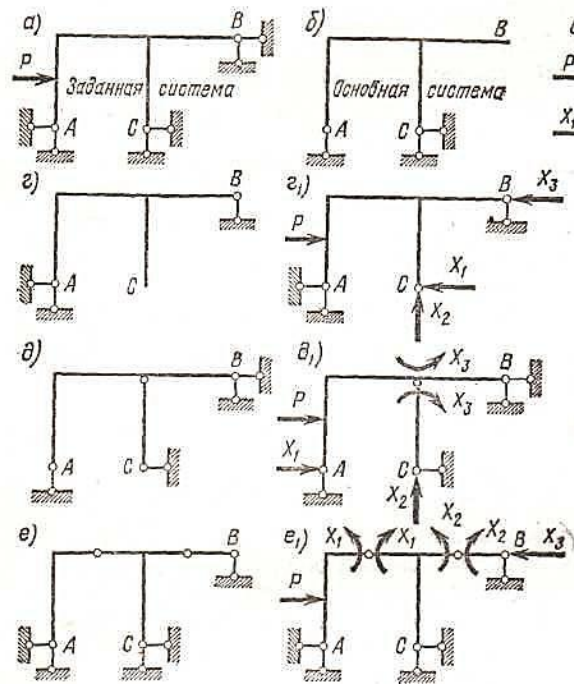 а) B б) B
P Заданная система Основная система P
A C A C X₁
г) B г₁) B X₃
P
A C A C X₁
X₂
д) B д₁) X₃ B
P X₃
X₁
A C A C
X₂
е) B е₁) X₁ X₁ X₂ X₂ B X₃
P
A C A C